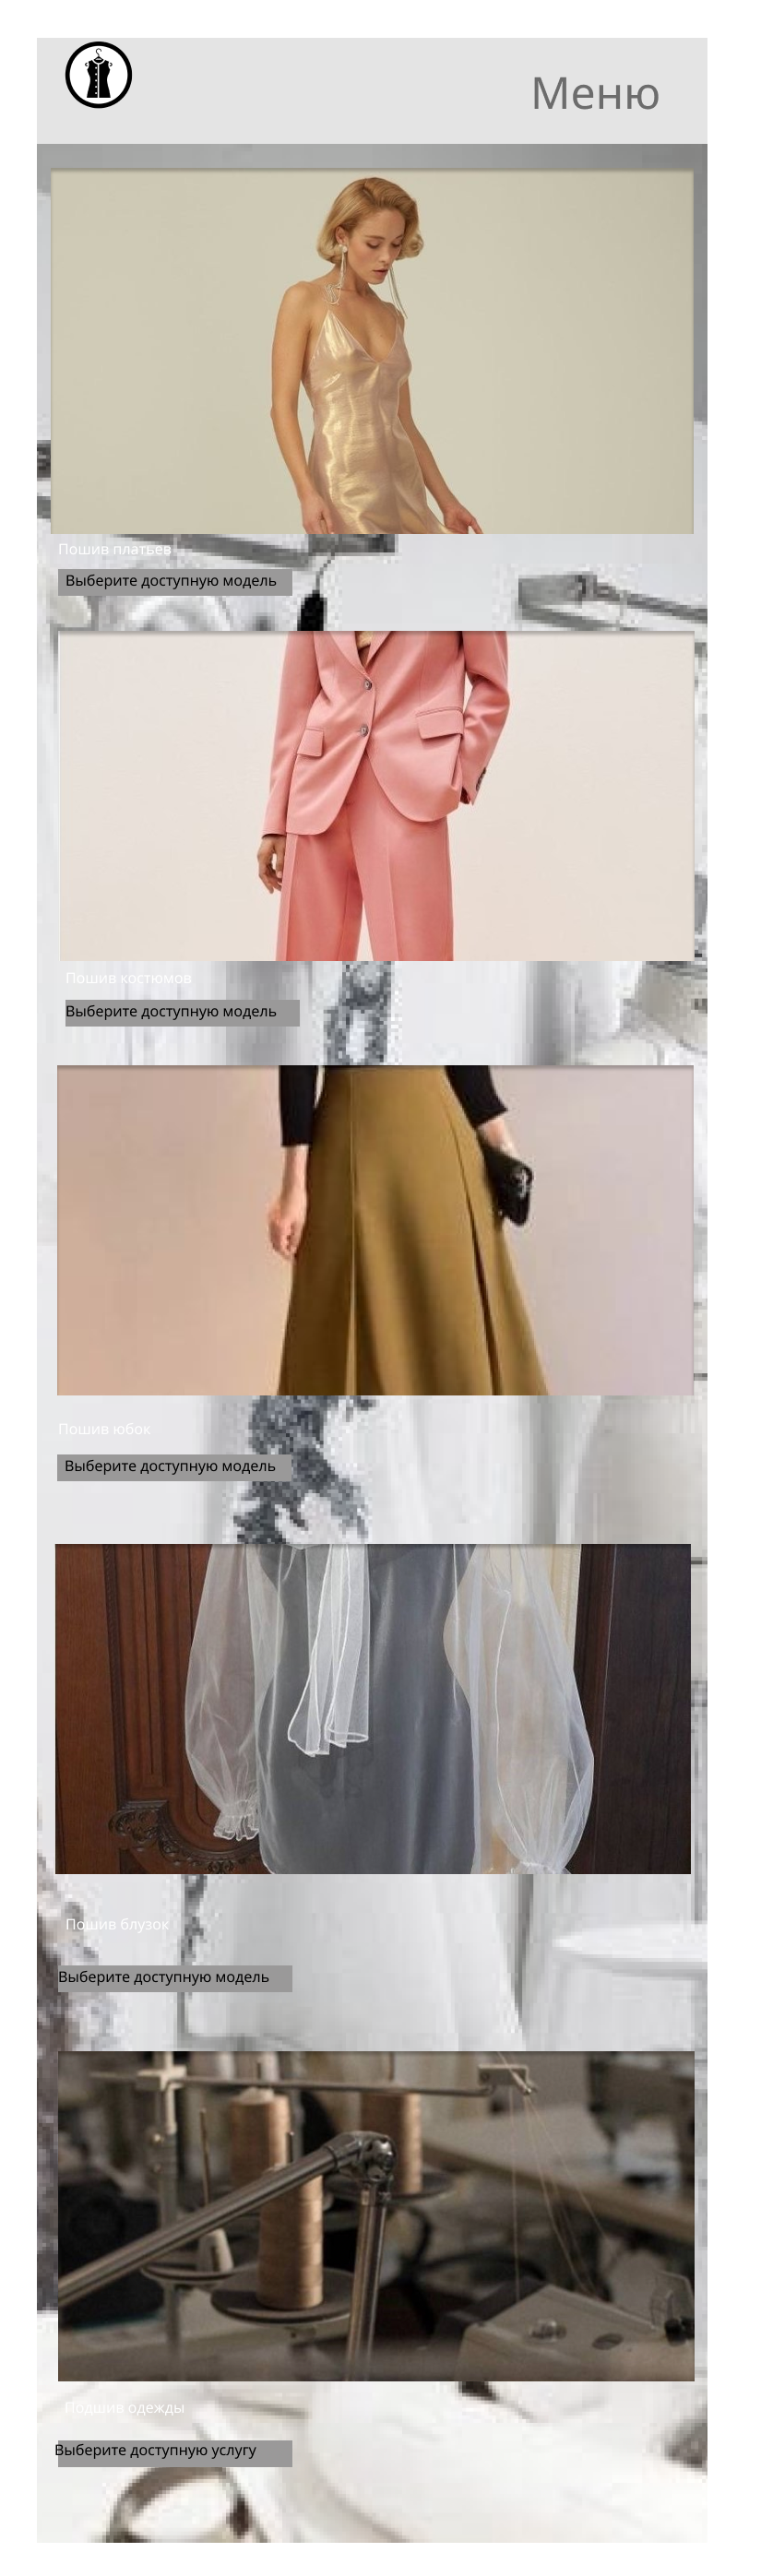 Меню
Пошив платьев
Выберите доступную модель
Пошив костюмов
Выберите доступную модель
Пошив юбок
Выберите доступную модель
Пошив блузок
Выберите доступную модель
Подшив одежды
Выберите доступную услугу